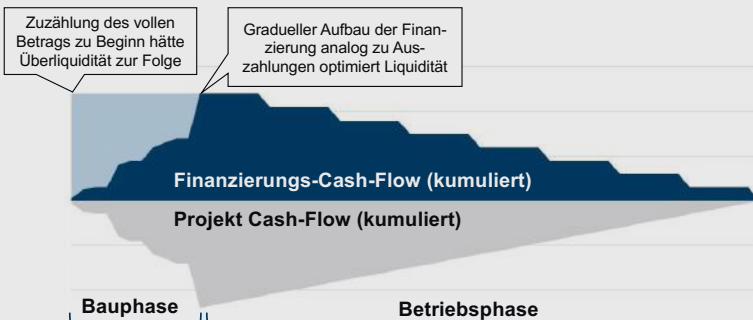 Zuzählung des vollen
Betrags zu Beginn hätte
Überliquidität zur Folge
Gradueller Aufbau der Finan-
zierung analog zu Aus-
zahlungen optimiert Liquidität
Finanzierungs-Cash-Flow (kumuliert)
Projekt Cash-Flow (kumuliert)
Bauphase
Betriebsphase